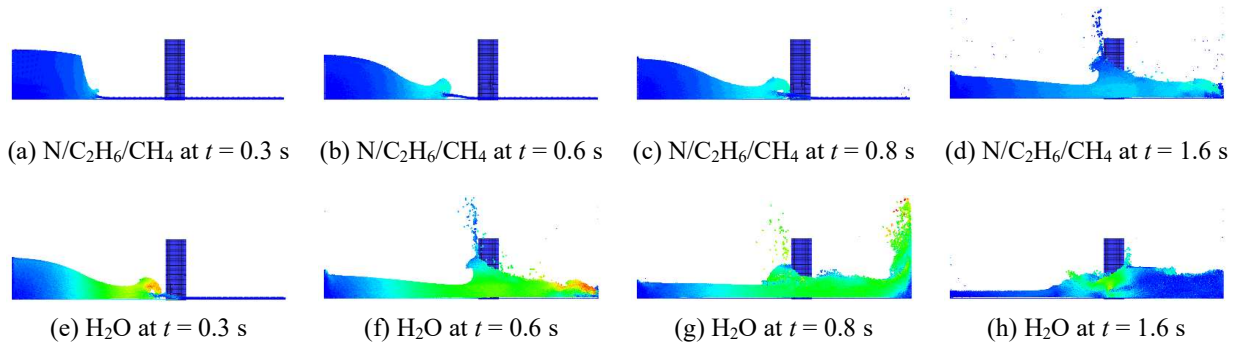 (a) N/C₂H₆/CH₄ at t = 0.3 s (b) N/C₂H₆/CH₄ at t = 0.6 s (c) N/C₂H₆/CH₄ at t = 0.8 s (d) N/C₂H₆/CH₄ at t = 1.6 s
(e) H₂O at t = 0.3 s (f) H₂O at t = 0.6 s (g) H₂O at t = 0.8 s (h) H₂O at t = 1.6 s